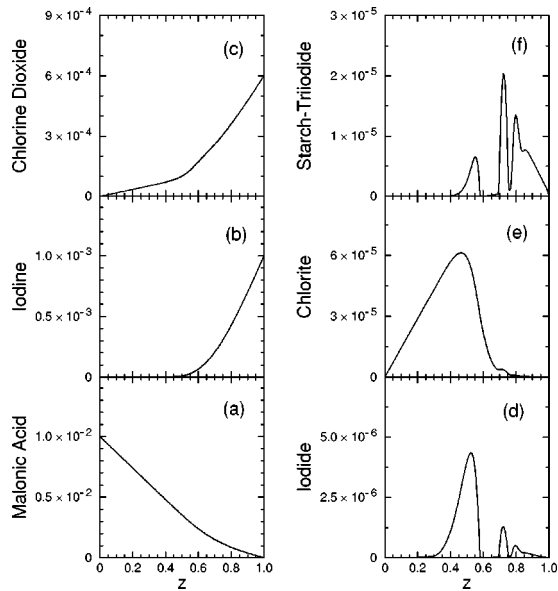 9 × 10⁻⁴
6 × 10⁻⁴
3 × 10⁻⁴
0
Chlorine Dioxide
(c)
1.0 × 10⁻³
0.5 × 10⁻³
0
Iodine
(b)
1.0 × 10⁻²
0.5 × 10⁻²
0
Malonic Acid
(a)
0 0.2 0.4 0.6 0.8 1.0
z
3 × 10⁻⁵
2 × 10⁻⁵
1 × 10⁻⁵
0
Starch-Triiodide
(f)
6 × 10⁻⁵
3 × 10⁻⁵
0
Chlorite
(e)
5.0 × 10⁻⁶
2.5 × 10⁻⁶
0
Iodide
(d)
0 0.2 0.4 0.6 0.8 1.0
z